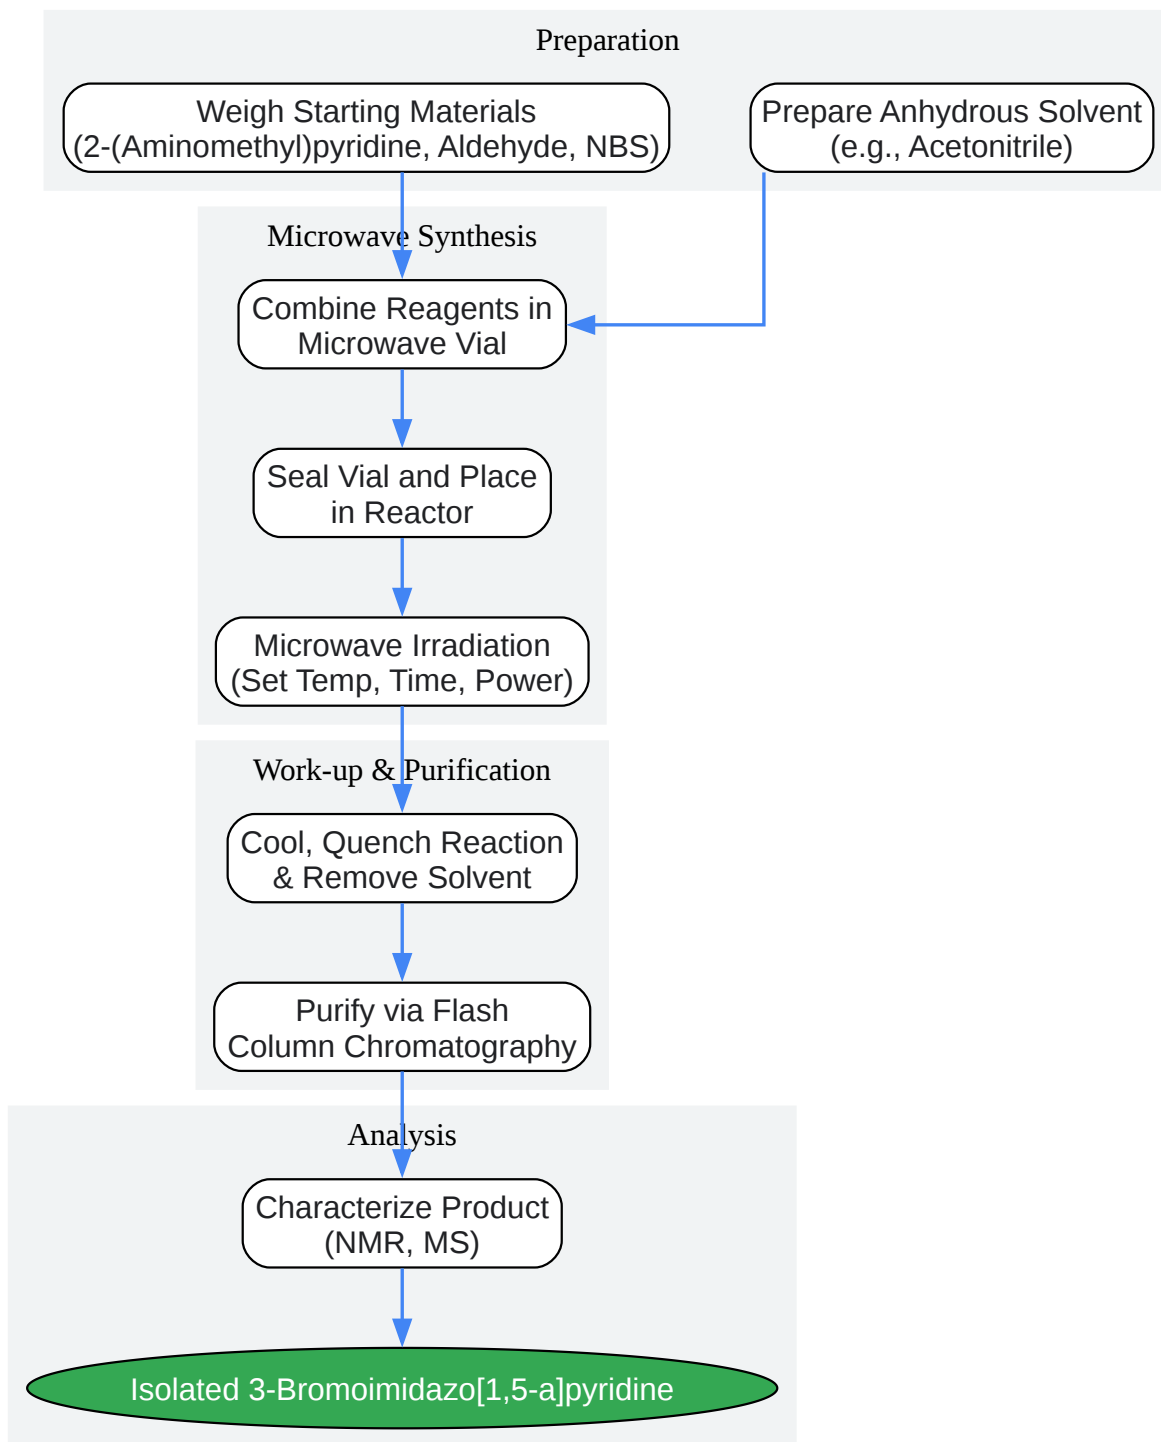 Preparation
Weigh Starting Materials
(2-(Aminomethyl)pyridine, Aldehyde, NBS)
Prepare Anhydrous Solvent
(e.g., Acetonitrile)
Microwave Synthesis
Combine Reagents in
Microwave Vial
Seal Vial and Place
in Reactor
Microwave Irradiation
(Set Temp, Time, Power)
Work-up & Purification
Cool, Quench Reaction
& Remove Solvent
Purify via Flash
Column Chromatography
Analysis
Characterize Product
(NMR, MS)
Isolated 3-Bromoimidazo[1,5-a]pyridine